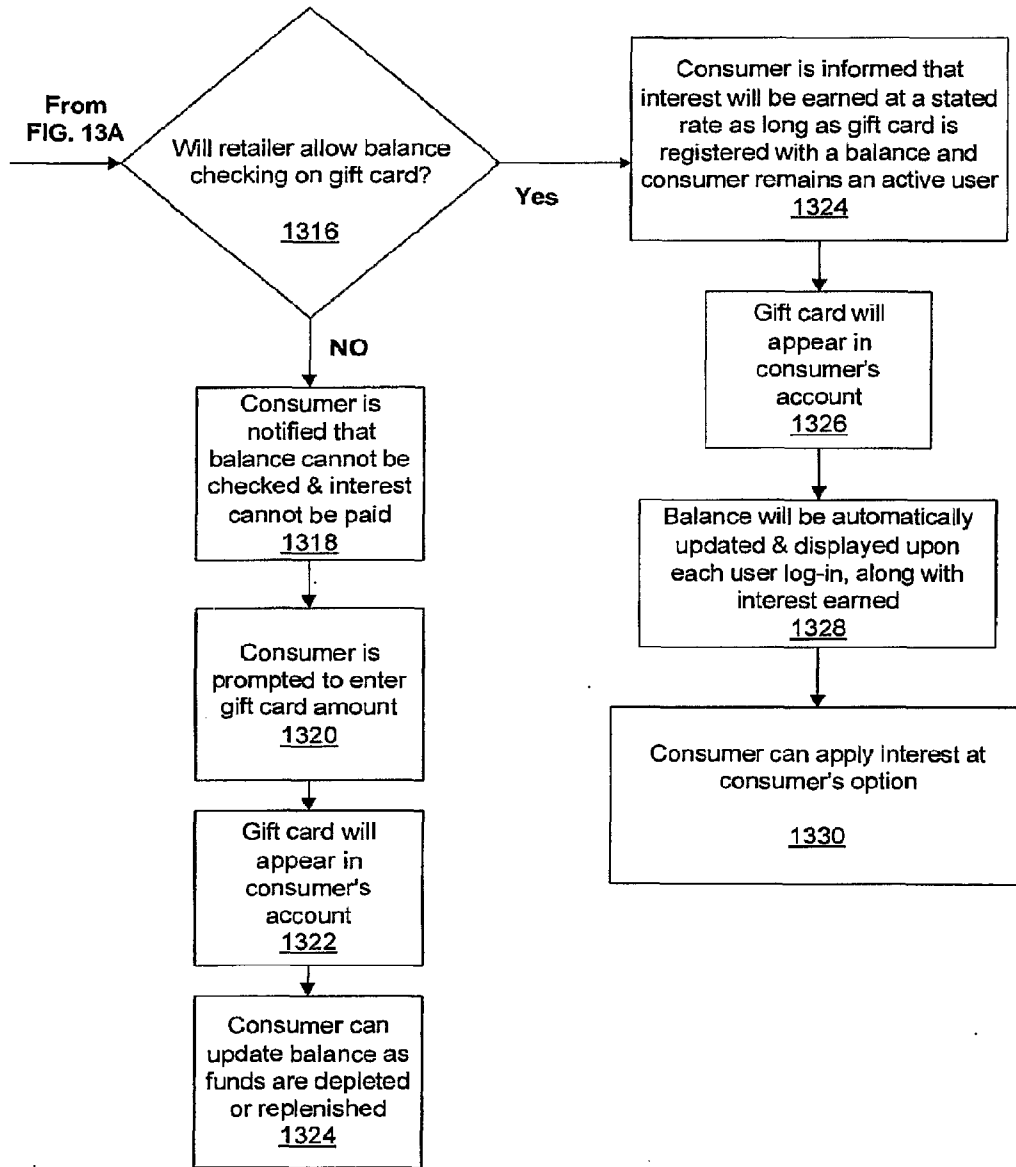 From
FIG. 13A
Will retailer allow balance
checking on gift card?
1316
Yes
NO
Consumer is
notified that
balance cannot be
checked & interest
cannot be paid
1318
Consumer is
prompted to enter
gift card amount
1320
Gift card will
appear in
consumer's
account
1322
Consumer can
update balance as
funds are depleted
or replenished
1324
Consumer is informed that
interest will be earned at a stated
rate as long as gift card is
registered with a balance and
consumer remains an active user
1324
Gift card will
appear in
consumer's
account
1326
Balance will be automatically
updated & displayed upon
each user log-in, along with
interest earned
1328
Consumer can apply interest at
consumer's option
1330